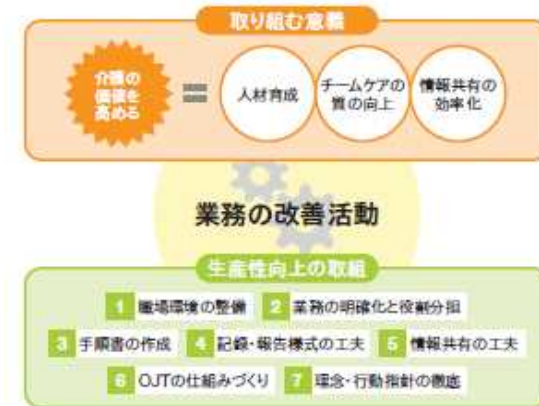 取り組む意義
介護の
価値を
高める
=
人材育成
チームケアの
質の向上
情報共有の
効率化
業務の改善活動
生産性向上の取組
1 職場環境の整備 2 業務の明確化と役割分担
3 手順書の作成 4 記録・報告様式の工夫 5 情報共有の工夫
6 OJTの仕組みづくり 7 理念・行動指針の徹底